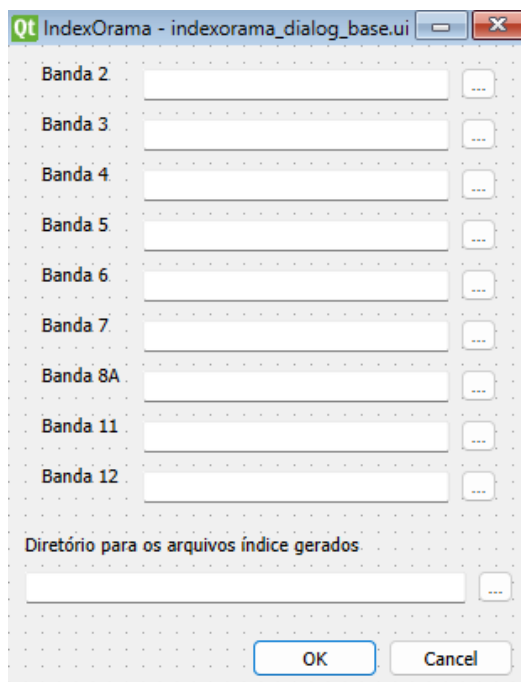 Qt IndexOrama - indexorama_dialog_base.ui
Banda 2
...
Banda 3
...
Banda 4
...
Banda 5
...
Banda 6
...
Banda 7
...
Banda 8A
...
Banda 11
...
Banda 12
...
Diretório para os arquivos índice gerados
...
OK Cancel